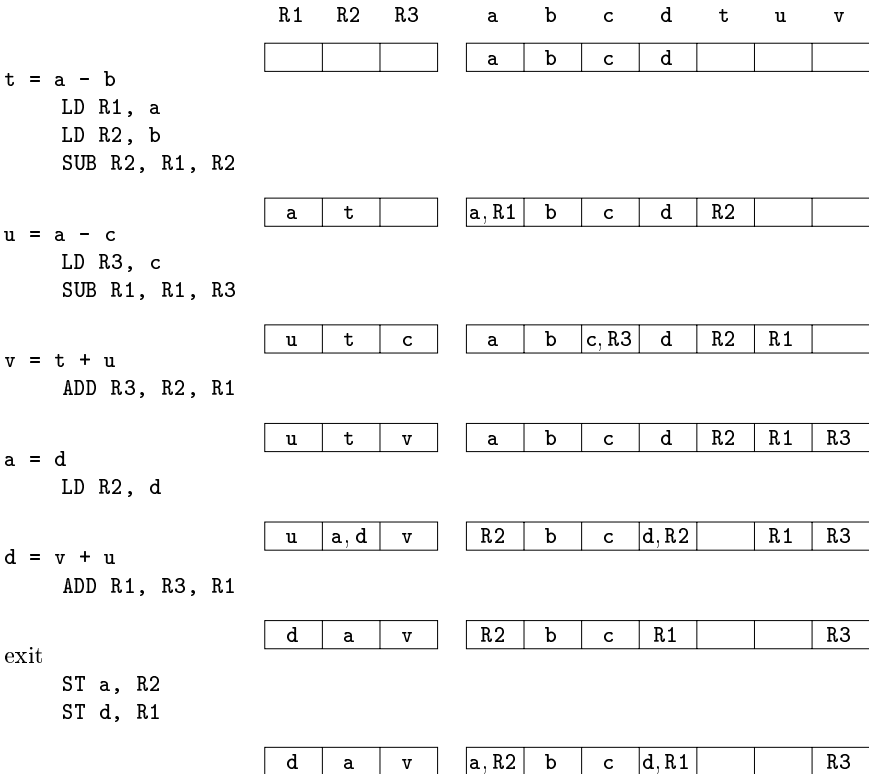 R1 R2 R3 a b c d t u v
a b c d
t = a - b
LD R1, a
LD R2, b
SUB R2, R1, R2
a t a, R1 b c d R2
u = a - c
LD R3, c
SUB R1, R1, R3
u t c a b c, R3 d R2 R1
v = t + u
ADD R3, R2, R1
u t v a b c d R2 R1 R3
a = d
LD R2, d
u a, d v R2 b c d, R2 R1 R3
d = v + u
ADD R1, R3, R1
d a v R2 b c R1 R3
exit
ST a, R2
ST d, R1
d a v a, R2 b c d, R1 R3